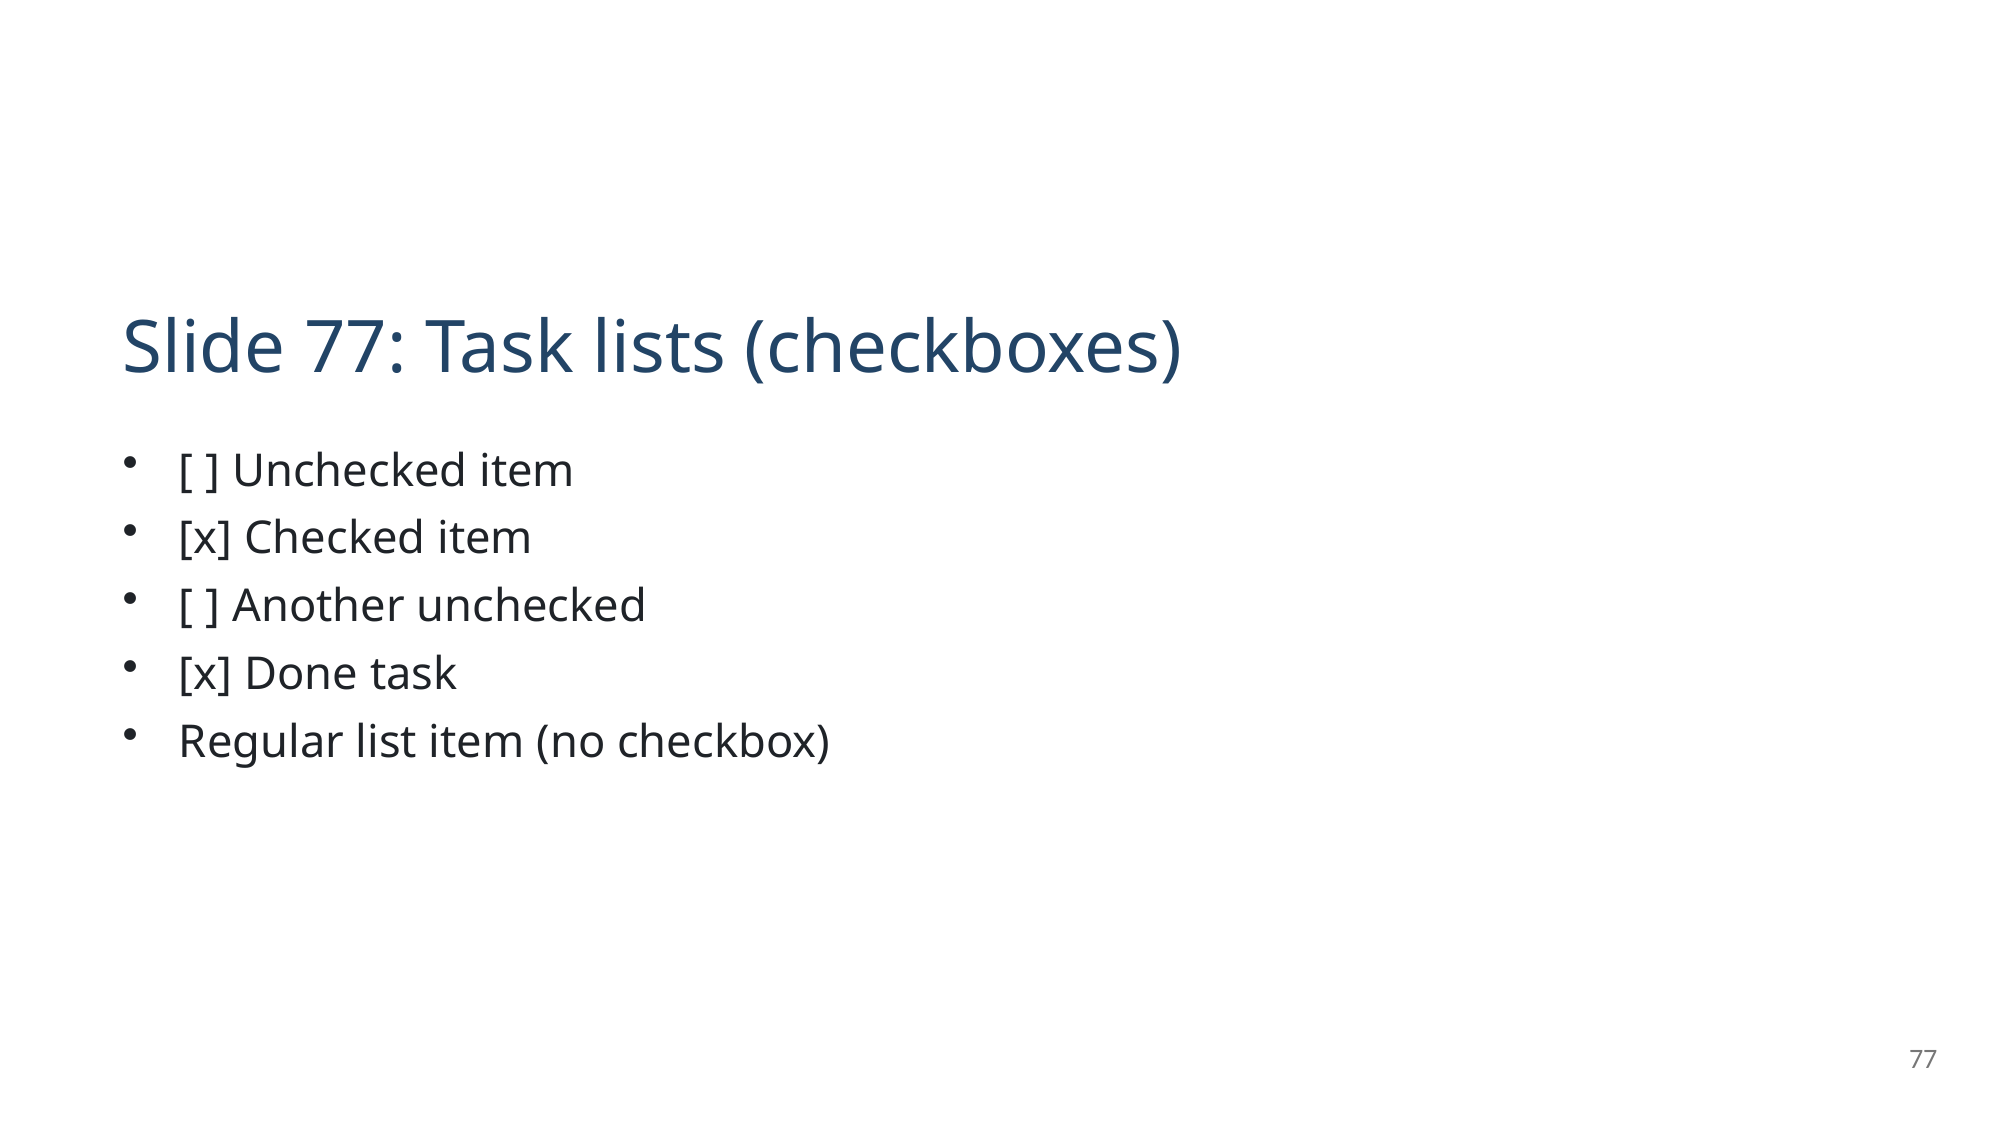 Slide 77: Task lists (checkboxes)
• [ ] Unchecked item
• [x] Checked item
• [ ] Another unchecked
• [x] Done task
• Regular list item (no checkbox)
77